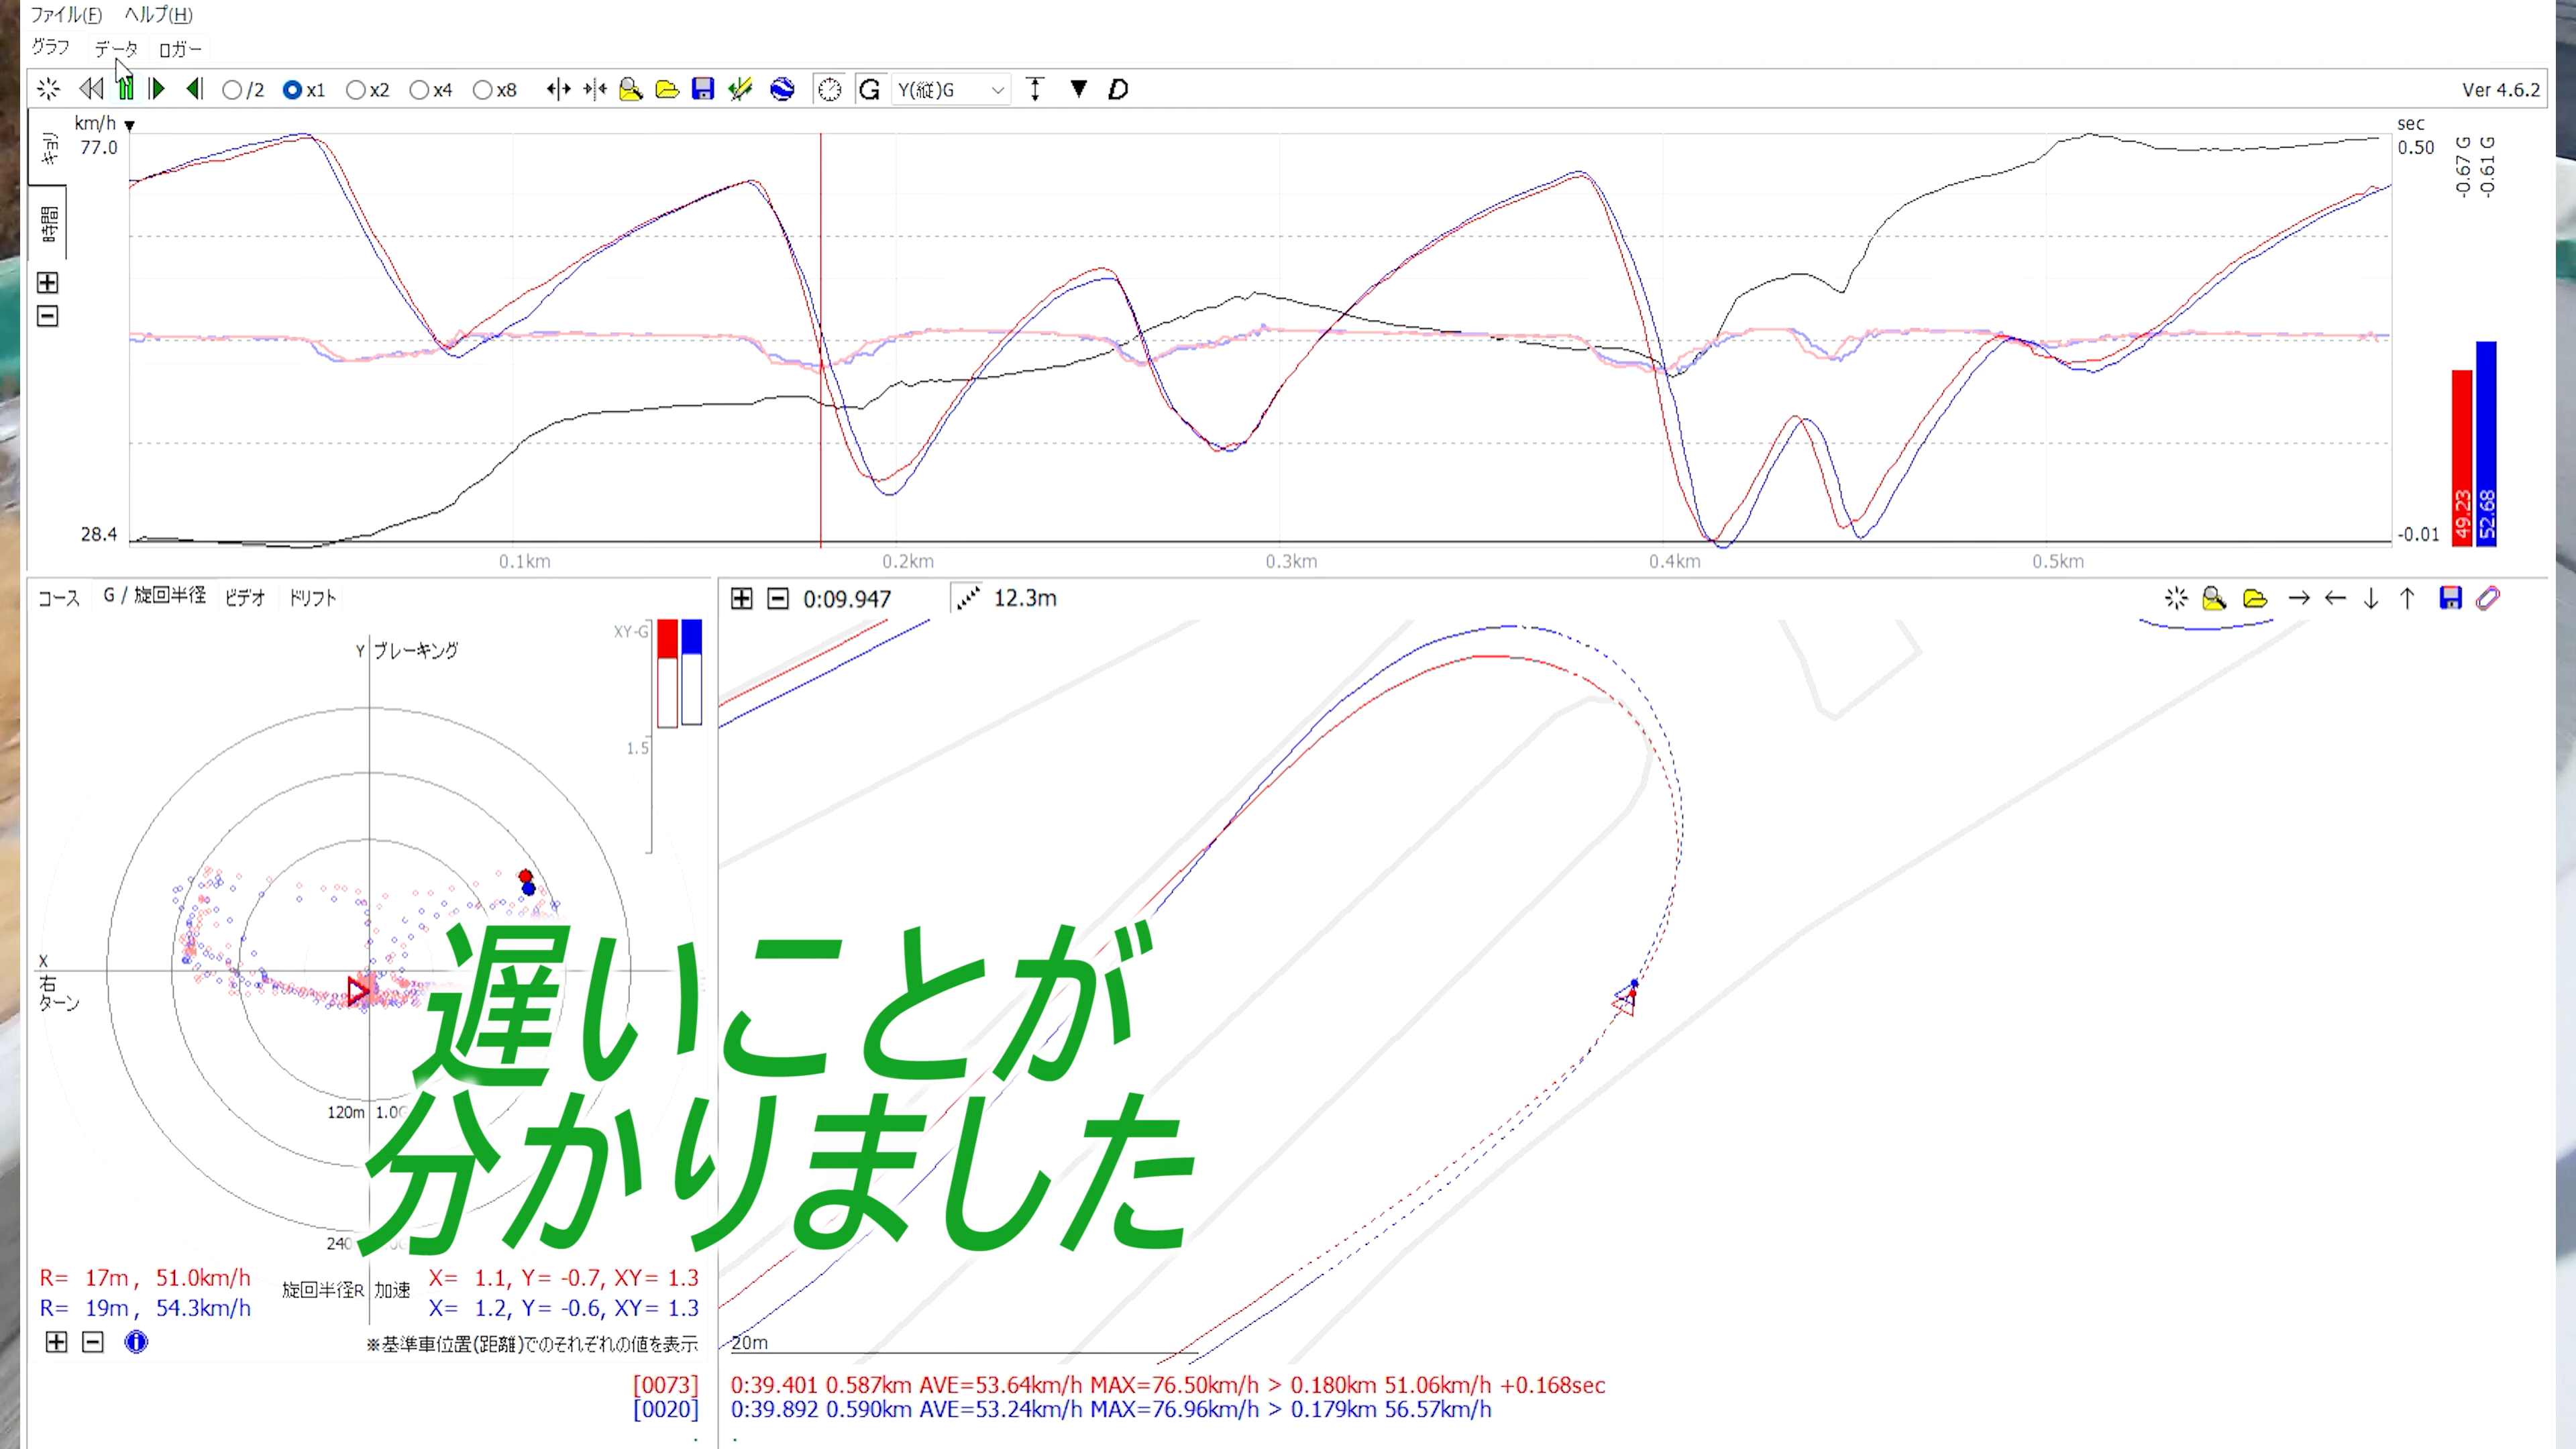 ファイル(F) ヘルプ(H)
グラフ データ ロガー
/2 x1 x2 x4 x8 G Y(縦)G D Ver 4.6.2
キョリ
時間
km/h
77.0
28.4
sec
0.50
-0.01
-0.67 G
-0.61 G
49.23
52.68
0.1km 0.2km 0.3km 0.4km 0.5km
コース G / 旋回半径 ビデオ ドリフト
0:09.947 12.3m
XY-G
1.5
Y ブレーキング
X
右
ターン
120m 1.0G
240
遅いことが
分かりました
R= 17m , 51.0km/h
R= 19m , 54.3km/h
旋回半径R 加速
X= 1.1, Y= -0.7, XY= 1.3
X= 1.2, Y= -0.6, XY= 1.3
※基準車位置(距離)でのそれぞれの値を表示
20m
[0073] 0:39.401 0.587km AVE=53.64km/h MAX=76.50km/h > 0.180km 51.06km/h +0.168sec
[0020] 0:39.892 0.590km AVE=53.24km/h MAX=76.96km/h > 0.179km 56.57km/h